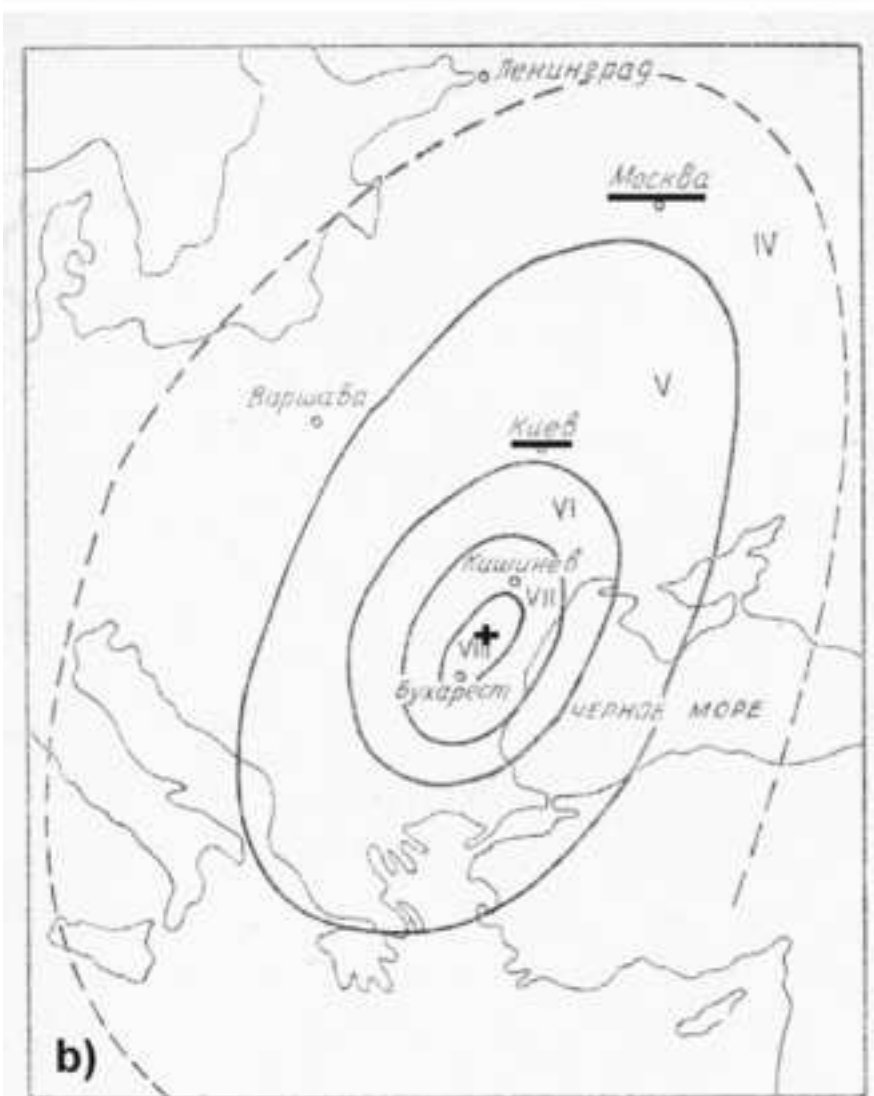 Ленинград
Москва
IV
V
Варшава
Киев
VI
Кишинев
VII
VIII
Бухарест
ЧЕРНОЕ МОРЕ
b)